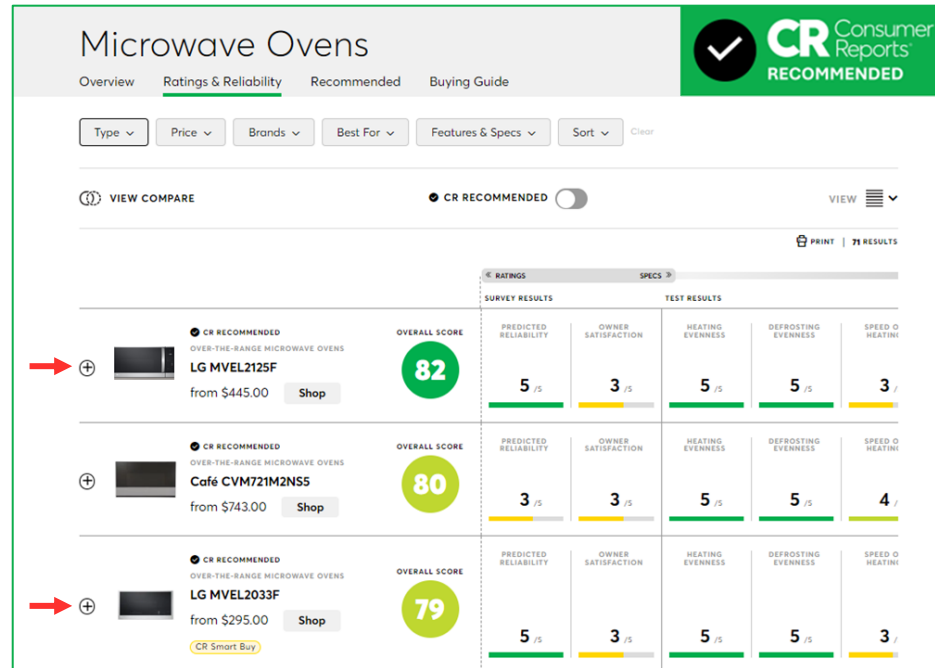 Microwave Ovens
CR Consumer Reports
RECOMMENDED
Overview Ratings & Reliability Recommended Buying Guide
Type Price Brands Best For Features & Specs Sort Clear
VIEW COMPARE CR RECOMMENDED VIEW
PRINT | 71 RESULTS
RATINGS SPECS
SURVEY RESULTS TEST RESULTS
CR RECOMMENDED
OVER-THE-RANGE MICROWAVE OVENS
LG MVEL2125F
from $445.00 Shop
OVERALL SCORE
82
PREDICTED RELIABILITY
5 /5
OWNER SATISFACTION
3 /5
HEATING EVENNESS
5 /5
DEFROSTING EVENNESS
5 /5
SPEED O
HEATIN
3 /
CR RECOMMENDED
OVER-THE-RANGE MICROWAVE OVENS
Café CVM721M2NS5
from $743.00 Shop
OVERALL SCORE
80
PREDICTED RELIABILITY
3 /5
OWNER SATISFACTION
3 /5
HEATING EVENNESS
5 /5
DEFROSTING EVENNESS
5 /5
SPEED O
HEATIN
4 /
CR RECOMMENDED
OVER-THE-RANGE MICROWAVE OVENS
LG MVEL2033F
from $295.00 Shop
CR Smart Buy
OVERALL SCORE
79
PREDICTED RELIABILITY
5 /5
OWNER SATISFACTION
3 /5
HEATING EVENNESS
5 /5
DEFROSTING EVENNESS
5 /5
SPEED O
HEATIN
3 /